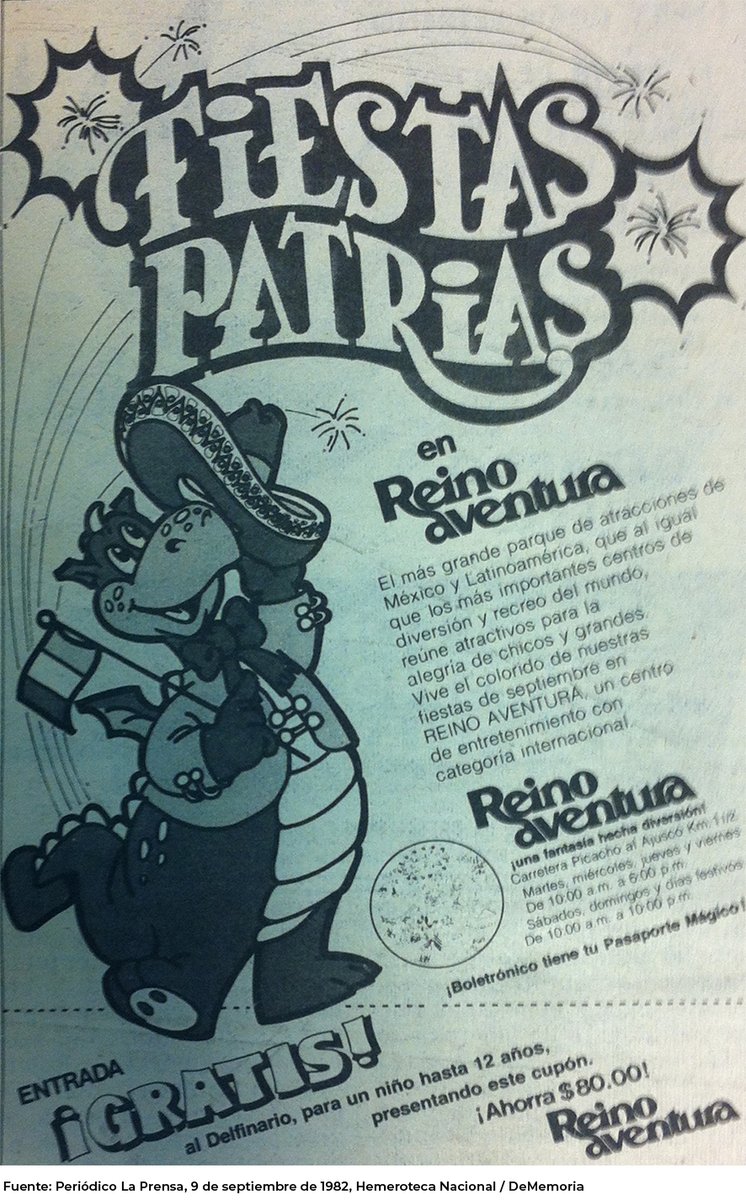 FiESTAS
PATRiAS
en
Reino
aventura
El más grande parque de atracciones de
México y Latinoamérica, que al igual
que los más importantes centros de
diversión y recreo del mundo,
reúne atractivos para la
alegría de chicos y grandes.
Vive el colorido de nuestras
fiestas de septiembre en
REINO AVENTURA, un centro
de entretenimiento con
categoría internacional.
Reino
aventura
¡una fantasía hecha diversión!
Carretera Picacho al Ajusco Km. 1 1/2
Martes, miércoles, jueves y viernes
De 10:00 a.m. a 6:00 p.m.
Sábados, domingos y días festivos
De 10:00 a.m. a 10:00 p.m.
¡Boletrónico tiene tu Pasaporte Mágico!
ENTRADA
¡GRATIS!
al Delfinario, para un niño hasta 12 años,
presentando este cupón.
¡Ahorra $80.00!
Reino
aventura
Fuente: Periódico La Prensa, 9 de septiembre de 1982, Hemeroteca Nacional / DeMemoria